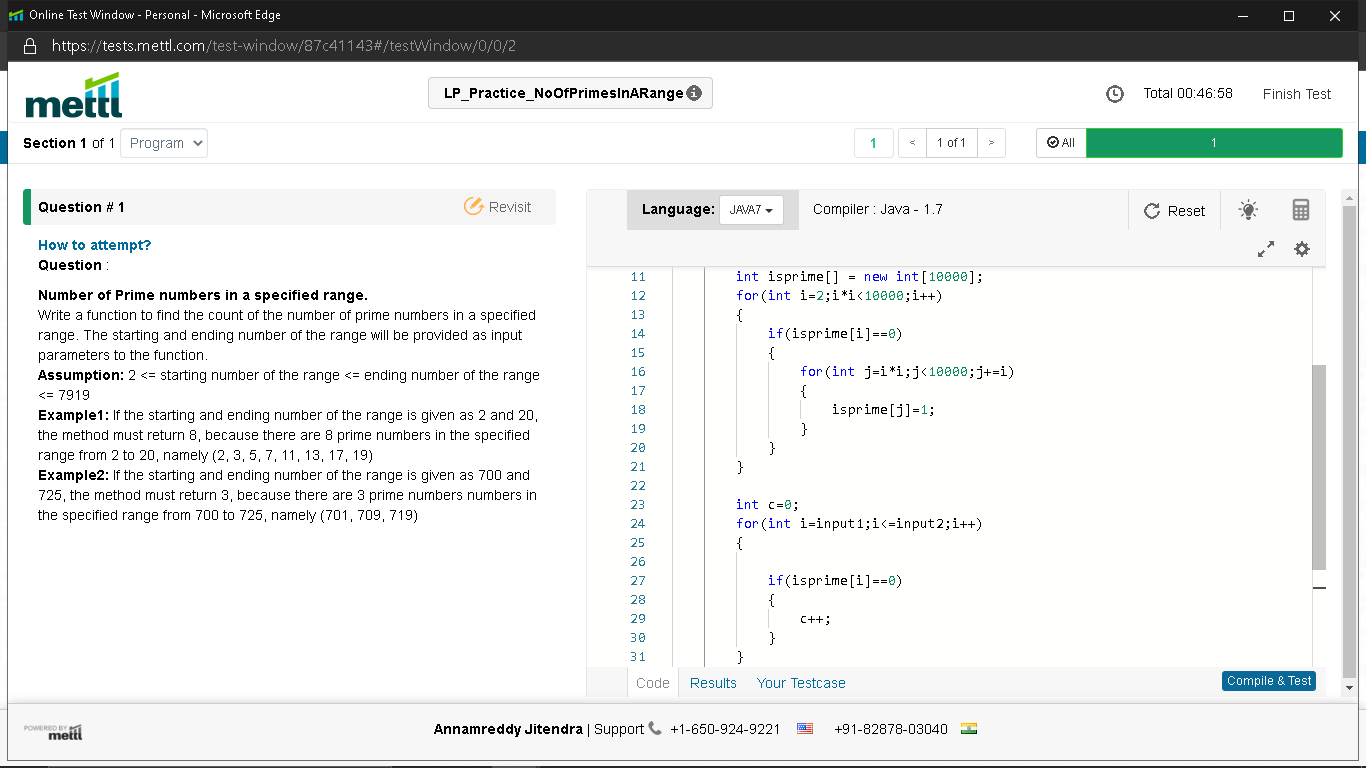 Online Test Window - Personal - Microsoft Edge
https://tests.mettl.com/test-window/87c41143#/testWindow/0/0/2
mettl
LP_Practice_NoOfPrimesInARange
Total 00:46:58
Finish Test
Section 1 of 1
Program
1
<
1 of 1
>
All
1
Question # 1
Revisit
How to attempt?
Question :
Number of Prime numbers in a specified range.
Write a function to find the count of the number of prime numbers in a specified
range. The starting and ending number of the range will be provided as input
parameters to the function.
Assumption: 2 <= starting number of the range <= ending number of the range
<= 7919
Example1: If the starting and ending number of the range is given as 2 and 20,
the method must return 8, because there are 8 prime numbers in the specified
range from 2 to 20, namely (2, 3, 5, 7, 11, 13, 17, 19)
Example2: If the starting and ending number of the range is given as 700 and
725, the method must return 3, because there are 3 prime numbers numbers in
the specified range from 700 to 725, namely (701, 709, 719)
Language: JAVA7
Compiler : Java - 1.7
Reset
11 int isprime[] = new int[10000];
12 for(int i=2;i*i<10000;i++)
13 {
14 if(isprime[i]==0)
15 {
16 for(int j=i*i;j<10000;j+=i)
17 {
18 isprime[j]=1;
19 }
20 }
21 }
22
23 int c=0;
24 for(int i=input1;i<=input2;i++)
25 {
26
27 if(isprime[i]==0)
28 {
29 c++;
30 }
31 }
Code
Results
Your Testcase
Compile & Test
POWERED BY
mettl
Annamreddy Jitendra | Support +1-650-924-9221 +91-82878-03040